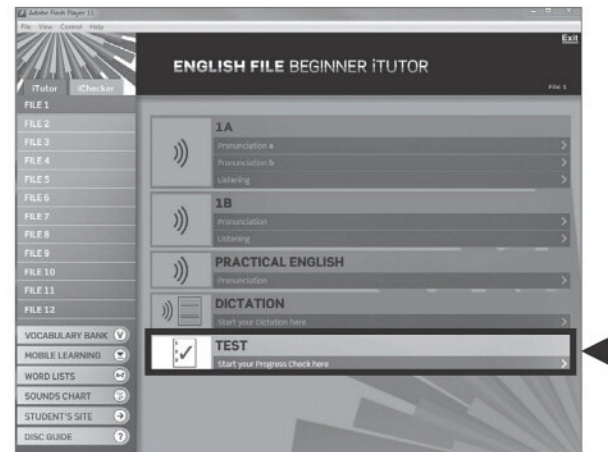 Adobe Flash Player 11
File View Control Help
Exit
ENGLISH FILE BEGINNER iTUTOR
iTutor iChecker
File 1
FILE 1
FILE 2
FILE 3
FILE 4
FILE 5
FILE 6
FILE 7
FILE 8
FILE 9
FILE 10
FILE 11
FILE 12
VOCABULARY BANK V
MOBILE LEARNING
WORD LISTS A-Z
SOUNDS CHART
STUDENT'S SITE
DISC GUIDE ?
1A
Pronunciation a
Pronunciation b
Listening
1B
Pronunciation
Listening
PRACTICAL ENGLISH
Pronunciation
DICTATION
Start your Dictation here
TEST
Start your Progress Check here